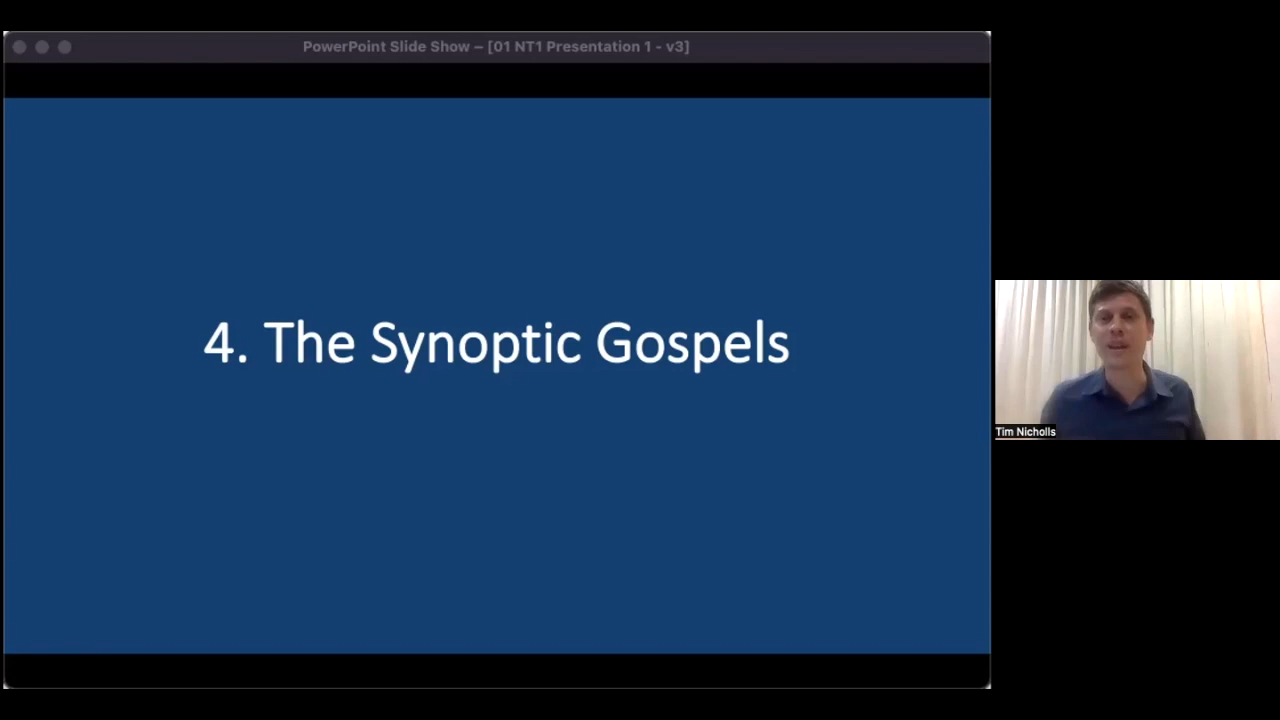 PowerPoint Slide Show – [01 NT1 Presentation 1 - v3]
4. The Synoptic Gospels
Tim Nicholls